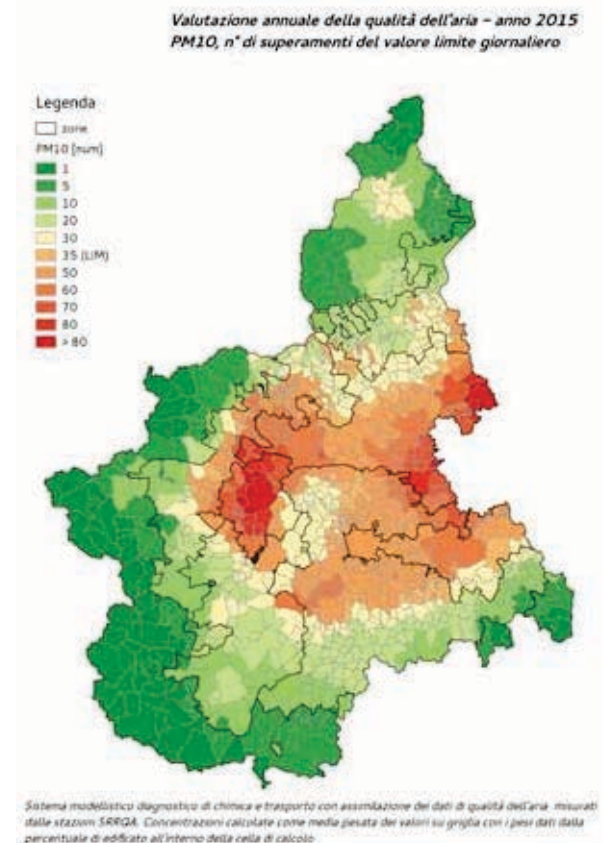 Valutazione annuale della qualità dell'aria – anno 2015
PM10, n° di superamenti del valore limite giornaliero
Legenda
zone
PM10 [num]
1
5
10
20
30
35 (LIM)
50
60
70
80
> 80
Sistema modellistico diagnostico di chimica e trasporto con assimilazione dei dati di qualità dell'aria misurati
dalle stazioni SRRQA. Concentrazioni calcolate come media pesata dei valori su griglia con i pesi dati dalla
percentuale di edificato all'interno della cella di calcolo